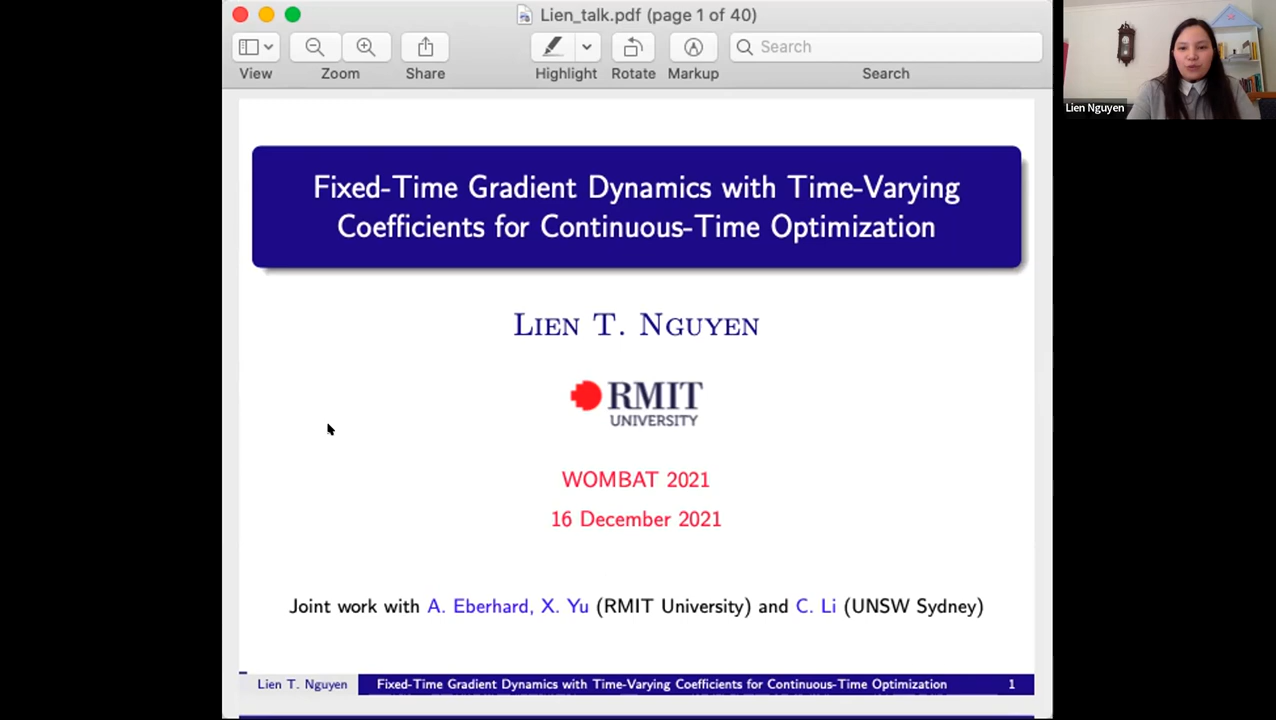 Lien_talk.pdf (page 1 of 40)
Search
View
Zoom
Share
Highlight
Rotate
Markup
Search
Lien Nguyen
Fixed-Time Gradient Dynamics with Time-Varying
Coefficients for Continuous-Time Optimization
LIEN T. NGUYEN
RMIT
UNIVERSITY
WOMBAT 2021
16 December 2021
Joint work with A. Eberhard, X. Yu (RMIT University) and C. Li (UNSW Sydney)
Lien T. Nguyen Fixed-Time Gradient Dynamics with Time-Varying Coefficients for Continuous-Time Optimization 1